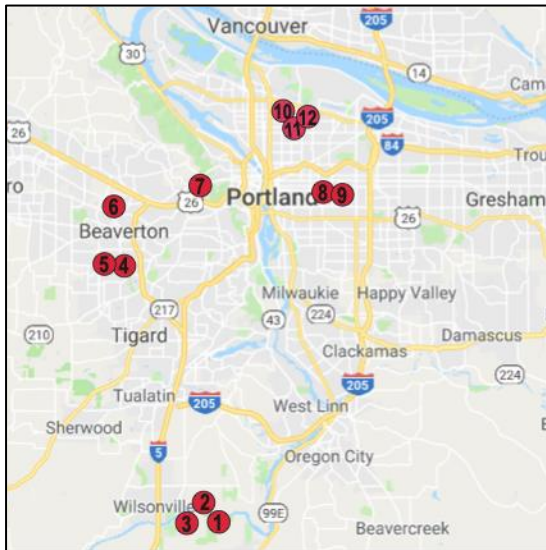 Vancouver
205
30
14
Cam
10
12
11
205
26
84
Trou
ro
7
8
9
6
26
Portland
Gresham
26
Beaverton
5
4
Milwaukie
Happy Valley
217
43
224
210
Tigard
Damascus
Clackamas
224
205
Tualatin
205
West Linn
Sherwood
5
Oregon City
2
Wilsonville
3
1
99E
Beavercreek